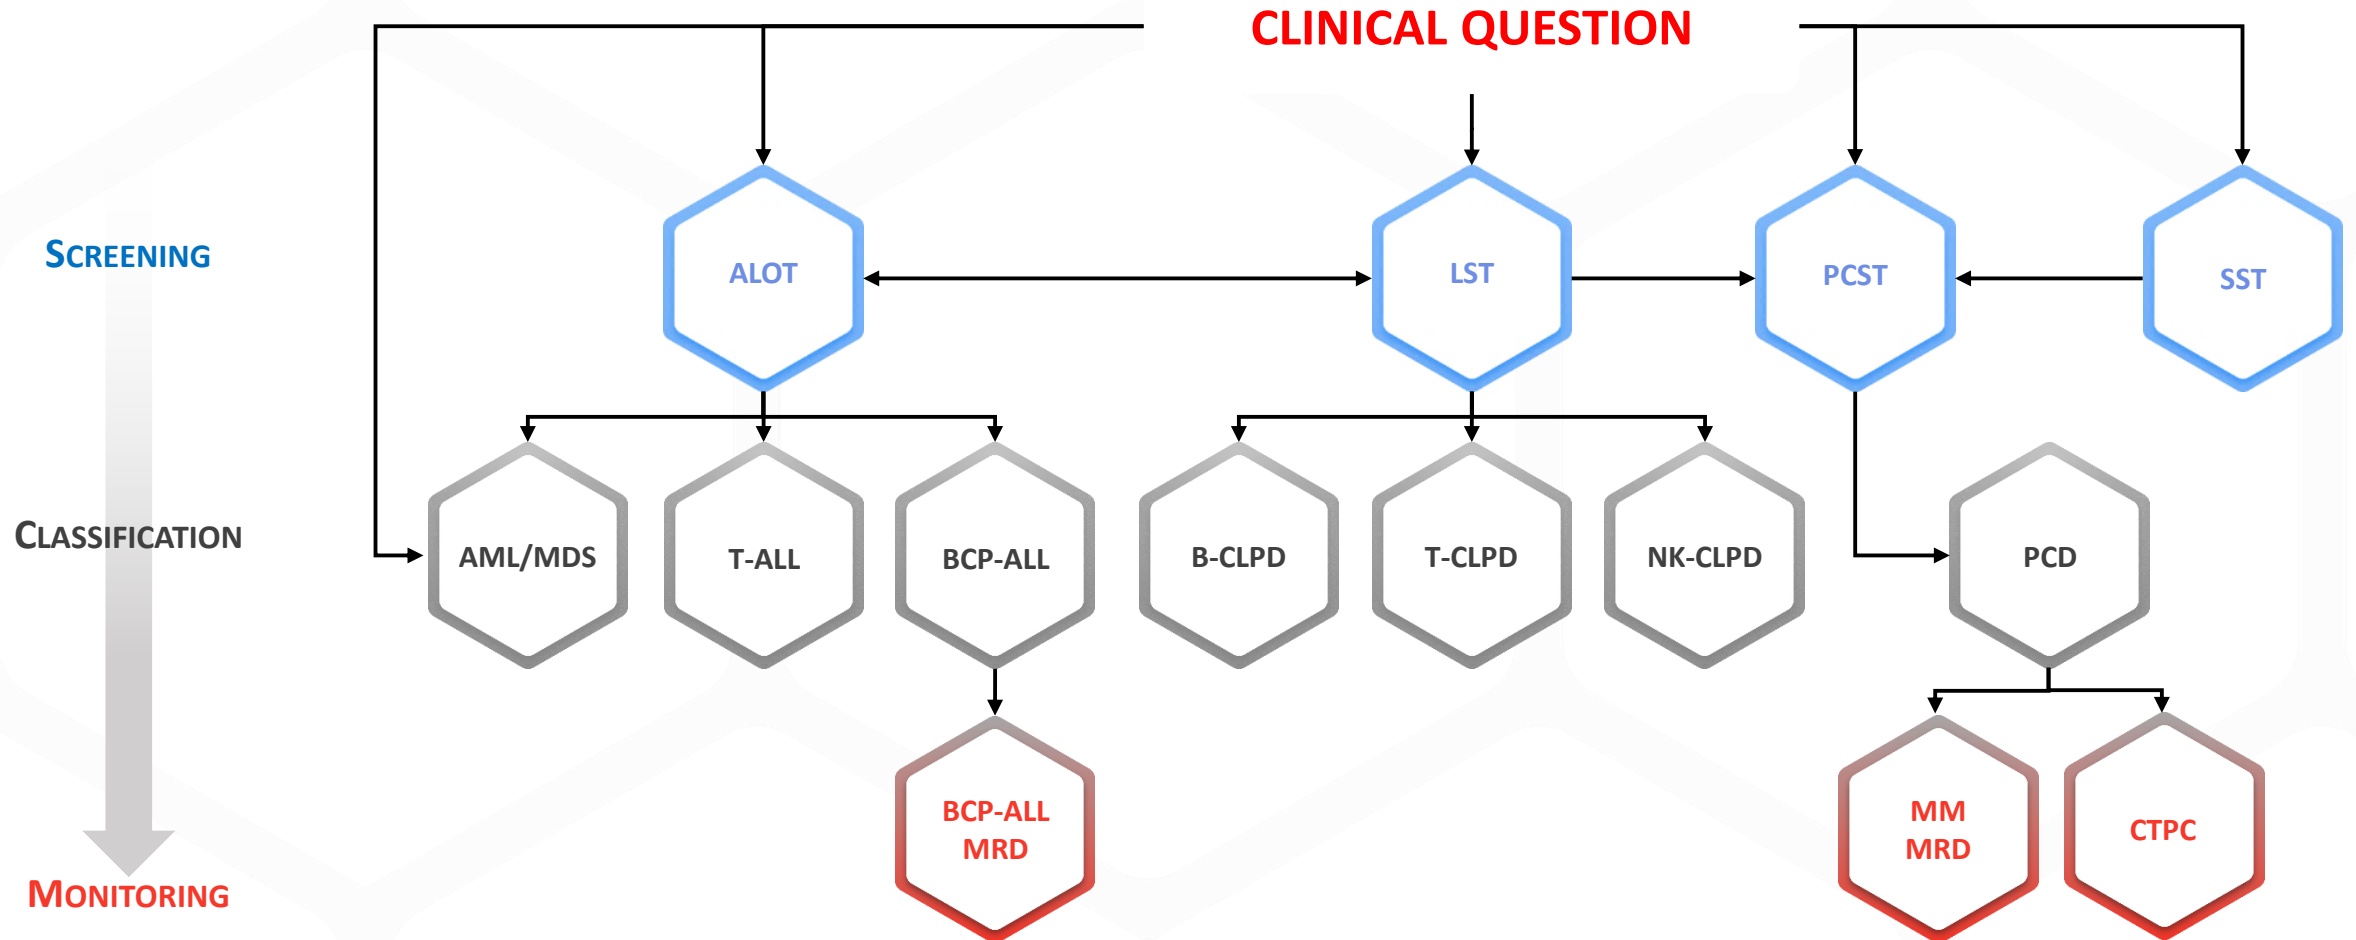 CLINICAL QUESTION
SCREENING
ALOT
LST
PCST
SST
CLASSIFICATION
AML/MDS
T-ALL
BCP-ALL
B-CLPD
T-CLPD
NK-CLPD
PCD
BCP-ALL
MRD
MM
MRD
CTPC
MONITORING